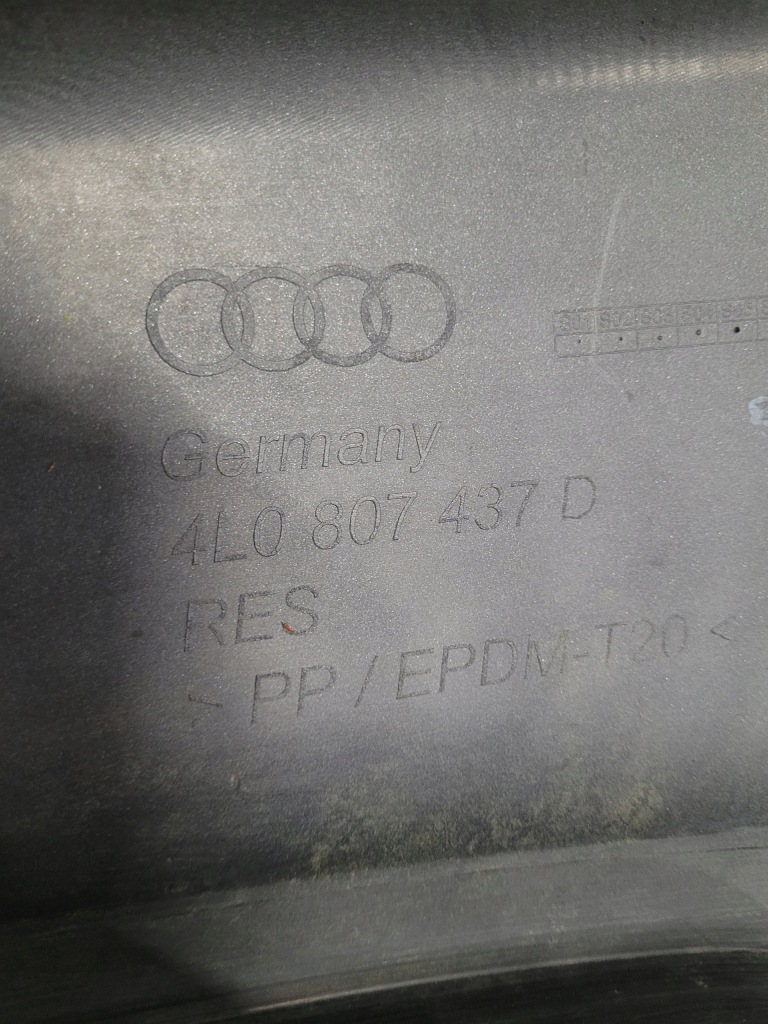 Germany
4L0 807 437 D
RES
> PP / EPDM-T20 <